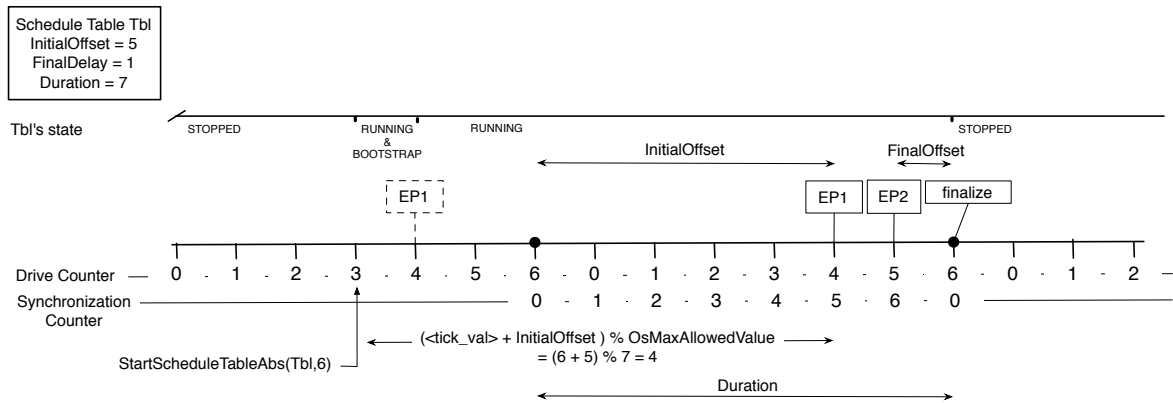 Schedule Table Tbl
InitialOffset = 5
FinalDelay = 1
Duration = 7
Tbl's state
STOPPED
RUNNING
&
BOOTSTRAP
RUNNING
STOPPED
InitialOffset
FinalOffset
EP1
EP1
EP2
finalize
Drive Counter 0 - 1 - 2 - 3 - 4 - 5 - 6 - 0 - 1 - 2 - 3 - 4 - 5 - 6 - 0 - 1 - 2
Synchronization
Counter
0 - 1 - 2 - 3 - 4 - 5 - 6 - 0
(<tick_val> + InitialOffset ) % OsMaxAllowedValue
= (6 + 5) % 7 = 4
StartScheduleTableAbs(Tbl,6)
Duration